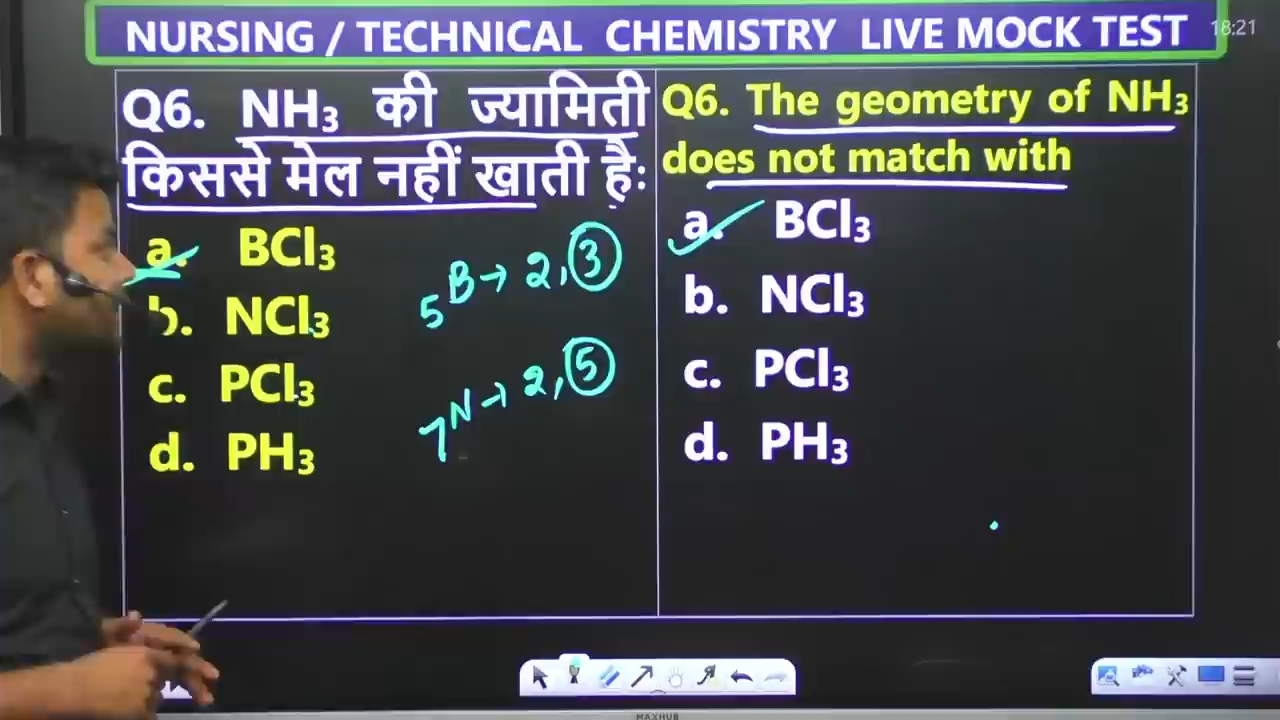 NURSING / TECHNICAL CHEMISTRY LIVE MOCK TEST
18:21
Q6. NH₃ की ज्यामिती
किससे मेल नहीं खाती हैः
a. BCl₃
b. NCl₃
c. PCl₃
d. PH₃
₅B→ 2,3
₇N→ 2,5
Q6. The geometry of NH₃
does not match with
a. BCl₃
b. NCl₃
c. PCl₃
d. PH₃
MAXHUB